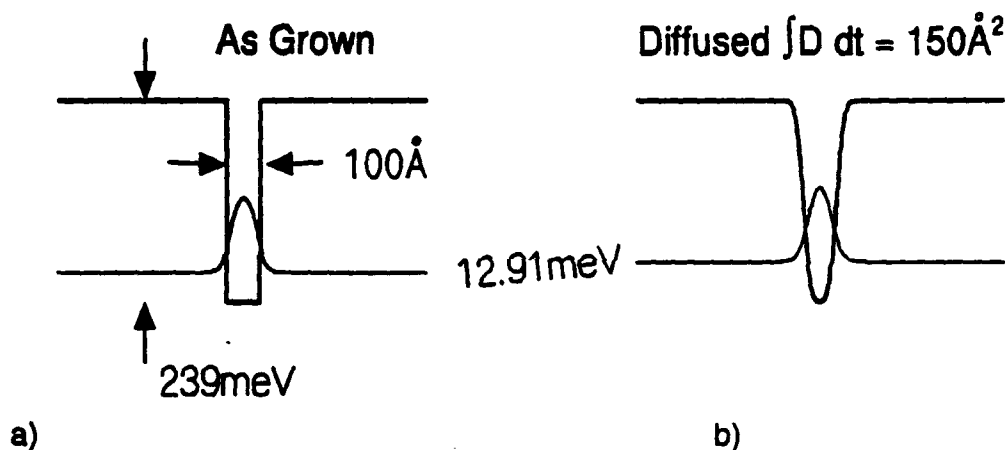 As Grown
Diffused ∫D dt = 150Å²
100Å
12.91meV
239meV
a)
b)